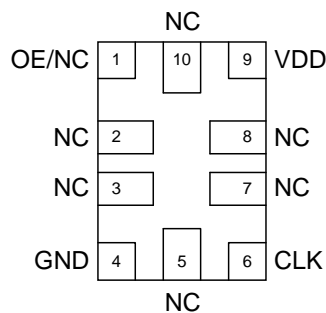 NC
OE/NC 1 10 9 VDD
NC 2 8 NC
NC 3 7 NC
GND 4 5 6 CLK
NC